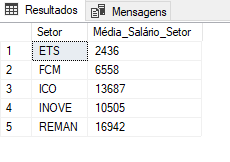 Resultados Mensagens
Setor Média_Salário_Setor
1 ETS 2436
2 FCM 6558
3 ICO 13687
4 INOVE 10505
5 REMAN 16942